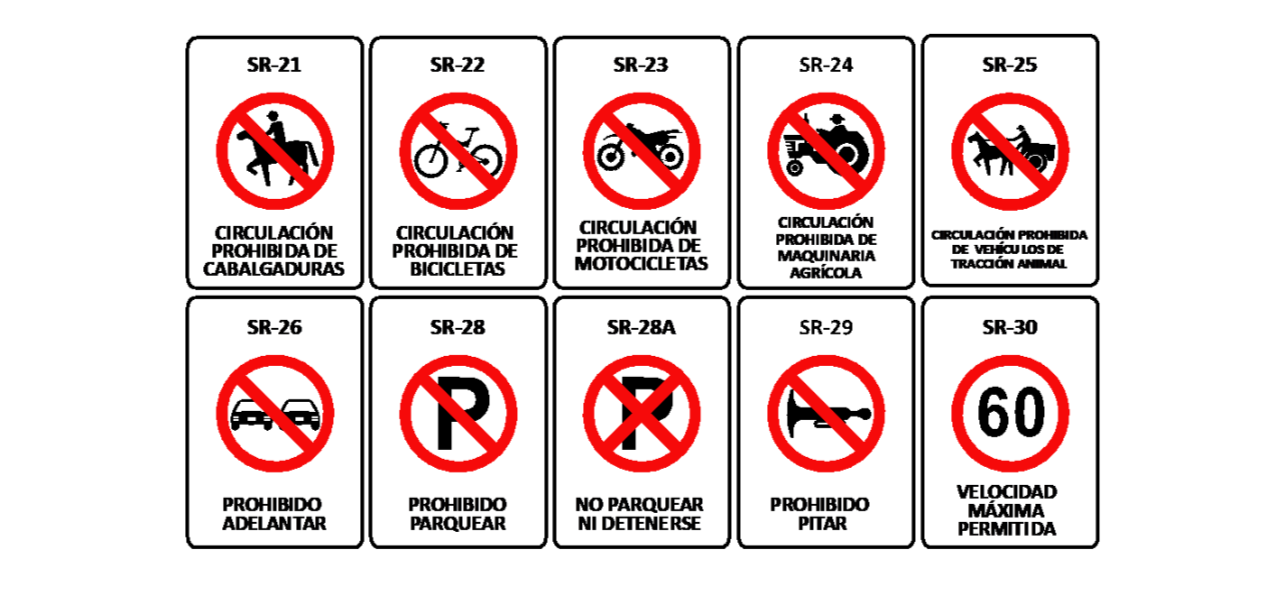 SR-21
CIRCULACIÓN
PROHIBIDA DE
CABALGADURAS
SR-22
CIRCULACIÓN
PROHIBIDA DE
BICICLETAS
SR-23
CIRCULACIÓN
PROHIBIDA DE
MOTOCICLETAS
SR-24
CIRCULACIÓN
PROHIBIDA DE
MAQUINARIA
AGRÍCOLA
SR-25
CIRCULACIÓN PROHIBIDA
DE VEHÍCULOS DE
TRACCIÓN ANIMAL
SR-26
PROHIBIDO
ADELANTAR
SR-28
P
PROHIBIDO
PARQUEAR
SR-28A
P
NO PARQUEAR
NI DETENERSE
SR-29
PROHIBIDO
PITAR
SR-30
60
VELOCIDAD
MÁXIMA
PERMITIDA